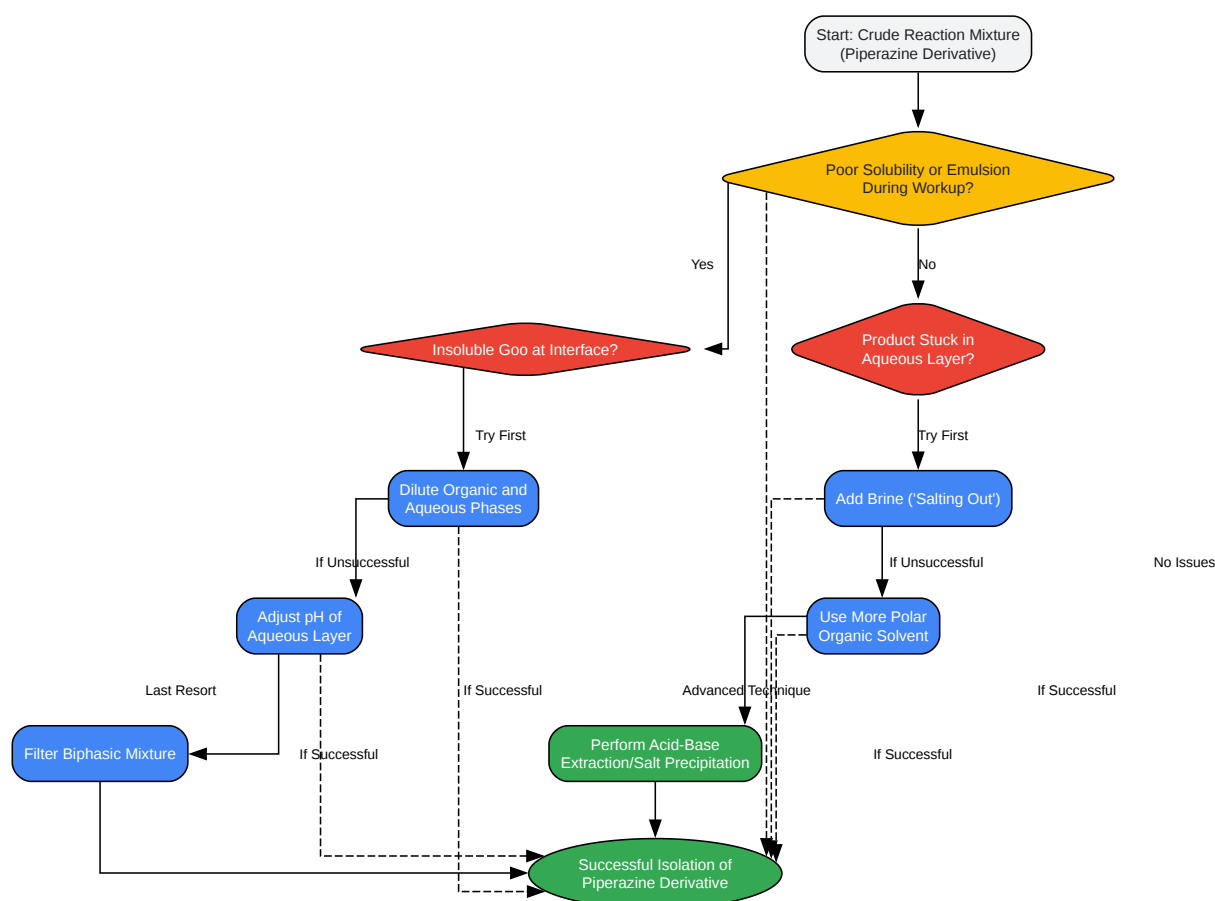 Start: Crude Reaction Mixture
(Piperazine Derivative)
Poor Solubility or Emulsion
During Workup?
Yes
No
Insoluble Goo at Interface?
Product Stuck in
Aqueous Layer?
Try First
Try First
Dilute Organic and
Aqueous Phases
Add Brine ('Salting Out')
If Unsuccessful
If Unsuccessful
No Issues
Adjust pH of
Aqueous Layer
Use More Polar
Organic Solvent
Last Resort
If Successful
Advanced Technique
If Successful
Filter Biphasic Mixture
If Successful
Perform Acid-Base
Extraction/Salt Precipitation
If Successful
Successful Isolation of
Piperazine Derivative